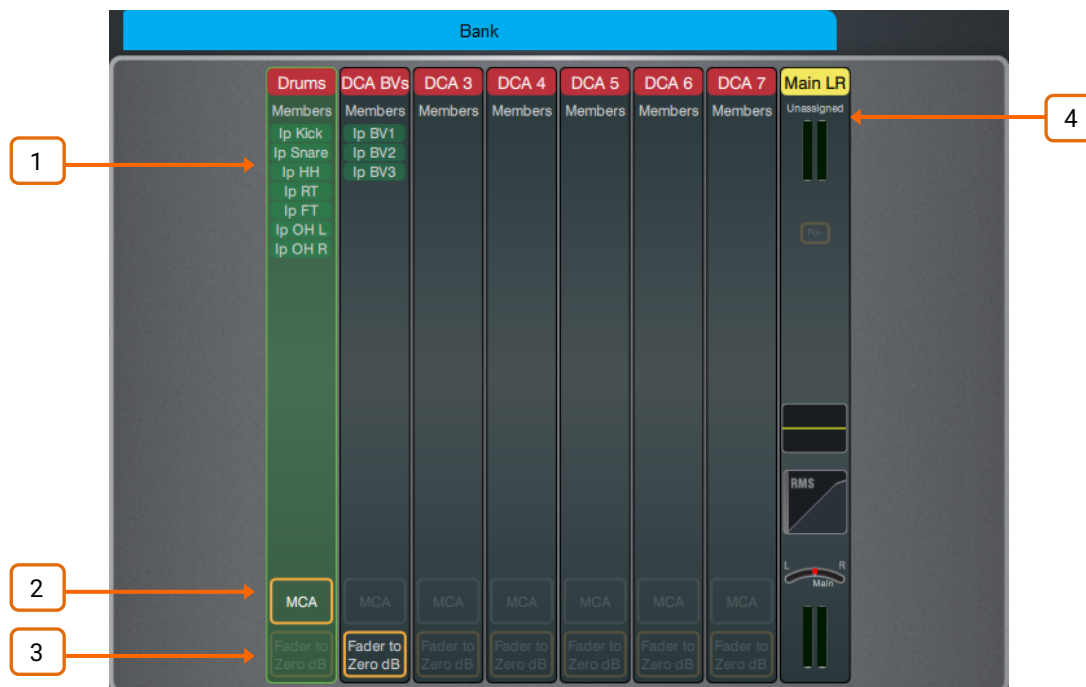 Bank
Drums DCA BVs DCA 3 DCA 4 DCA 5 DCA 6 DCA 7 Main LR
Members Members Members Members Members Members Members Unassigned
4
Ip Kick Ip BV1
Ip Snare Ip BV2
1
Ip HH Ip BV3
Ip RT
Ip FT
Ip OH L
Ip OH R
RMS
L R
Main
2
MCA MCA MCA MCA MCA MCA MCA
3
Fader to Fader to Fader to Fader to Fader to Fader to Fader to
Zero dB Zero dB Zero dB Zero dB Zero dB Zero dB Zero dB